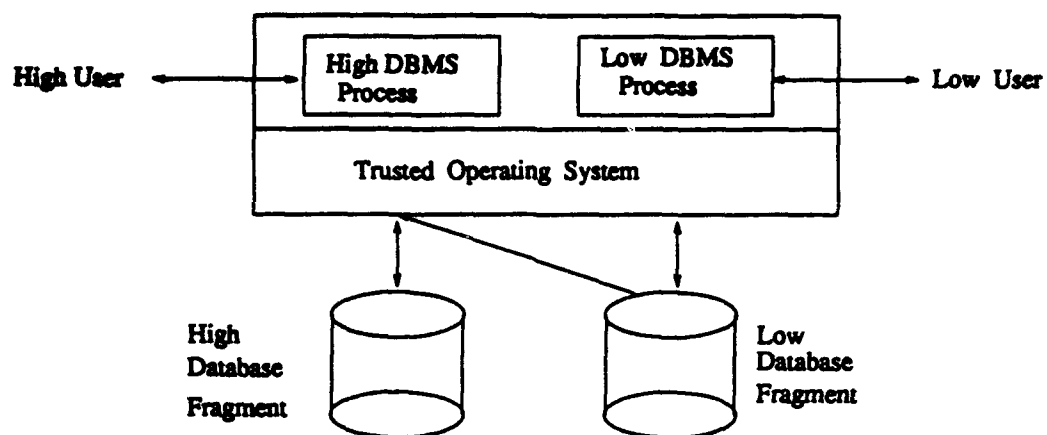 High User
High DBMS
Process
Low DBMS
Process
Low User
Trusted Operating System
High
Database
Fragment
Low
Database
Fragment